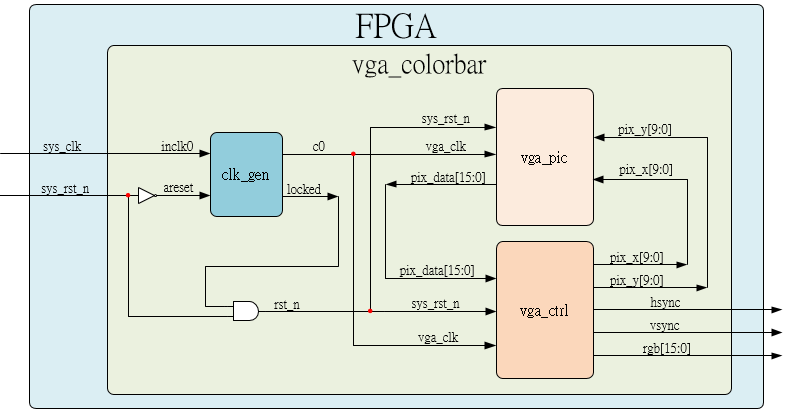 FPGA
vga_colorbar
sys_clk
inclk0
clk_gen
c0
sys_rst_n
areset
locked
sys_rst_n
vga_clk
pix_data[15:0]
vga_pic
pix_y[9:0]
pix_x[9:0]
pix_data[15:0]
rst_n
sys_rst_n
vga_clk
vga_ctrl
pix_x[9:0]
pix_y[9:0]
hsync
vsync
rgb[15:0]